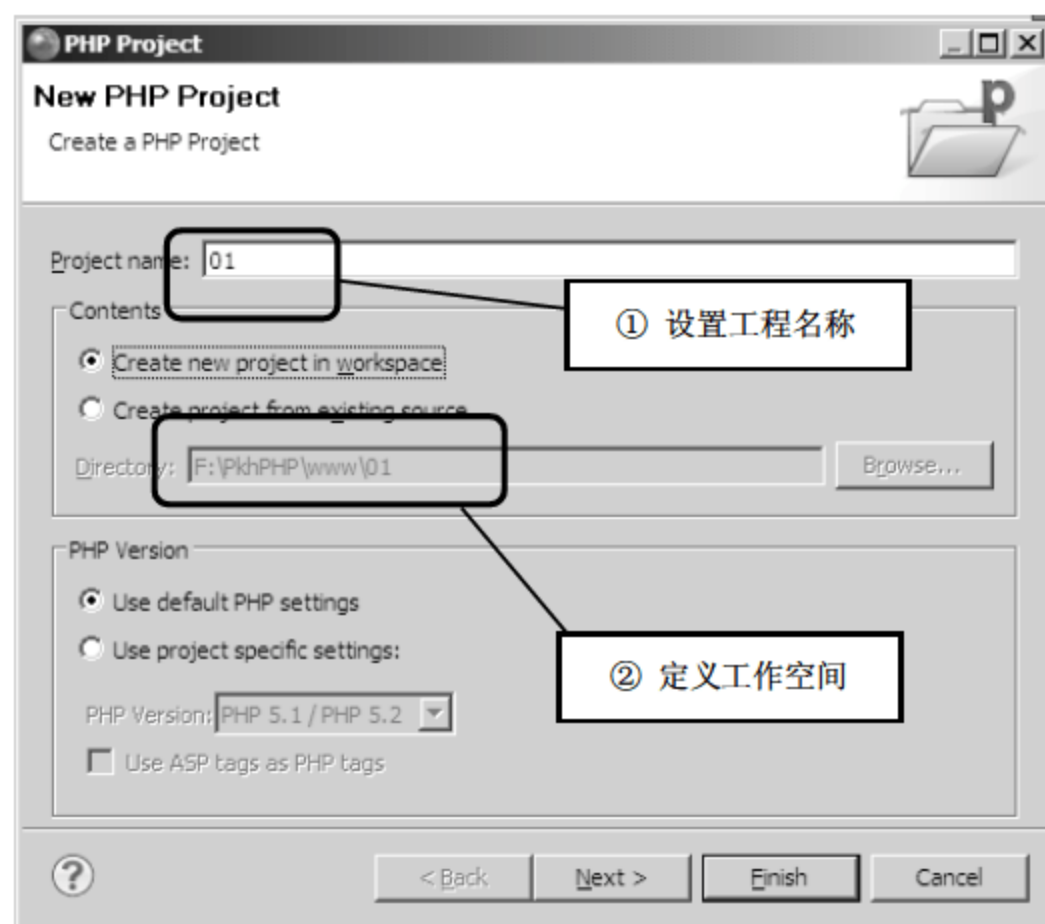 PHP Project
New PHP Project
Create a PHP Project
Project name: 01
① 设置工程名称
Contents
Create new project in workspace
Create project from existing source
Directory: F:\PkhPHP\www\01
Browse...
PHP Version
Use default PHP settings
Use project specific settings:
② 定义工作空间
PHP Version: PHP 5.1 / PHP 5.2
Use ASP tags as PHP tags
< Back
Next >
Finish
Cancel